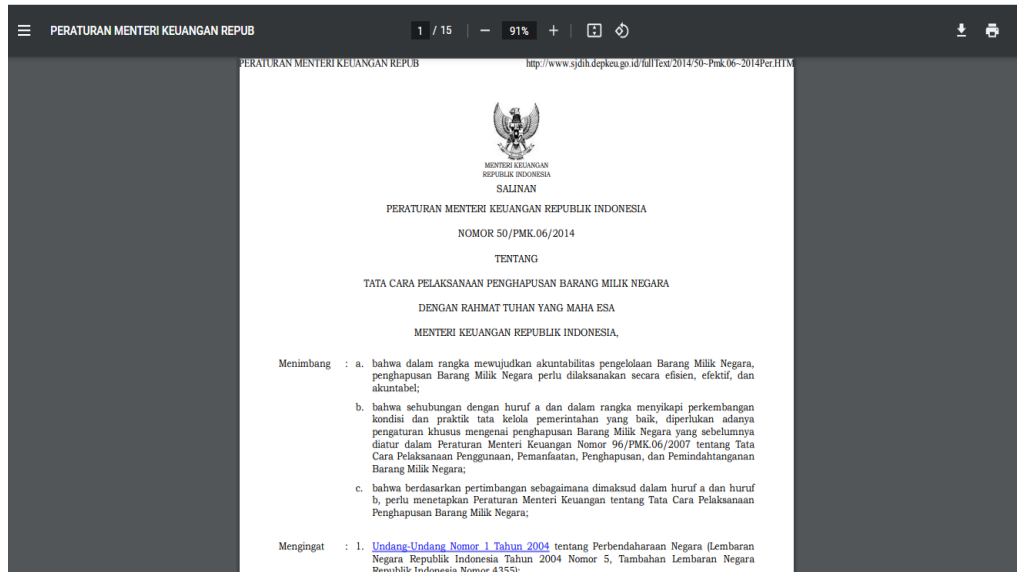 PERATURAN MENTERI KEUANGAN REPUB
1 / 15
91%
PERATURAN MENTERI KEUANGAN REPUB http://www.sjdih.depkeu.go.id/fullText/2014/50~Pmk.06~2014Per.HTM
MENTERI KEUANGAN
REPUBLIK INDONESIA
SALINAN
PERATURAN MENTERI KEUANGAN REPUBLIK INDONESIA
NOMOR 50/PMK.06/2014
TENTANG
TATA CARA PELAKSANAAN PENGHAPUSAN BARANG MILIK NEGARA
DENGAN RAHMAT TUHAN YANG MAHA ESA
MENTERI KEUANGAN REPUBLIK INDONESIA,
Menimbang : a. bahwa dalam rangka mewujudkan akuntabilitas pengelolaan Barang Milik Negara,
penghapusan Barang Milik Negara perlu dilaksanakan secara efisien, efektif, dan
akuntabel;
b. bahwa sehubungan dengan huruf a dan dalam rangka menyikapi perkembangan
kondisi dan praktik tata kelola pemerintahan yang baik, diperlukan adanya
pengaturan khusus mengenai penghapusan Barang Milik Negara yang sebelumnya
diatur dalam Peraturan Menteri Keuangan Nomor 96/PMK.06/2007 tentang Tata
Cara Pelaksanaan Penggunaan, Pemanfaatan, Penghapusan, dan Pemindahtanganan
Barang Milik Negara;
c. bahwa berdasarkan pertimbangan sebagaimana dimaksud dalam huruf a dan huruf
b, perlu menetapkan Peraturan Menteri Keuangan tentang Tata Cara Pelaksanaan
Penghapusan Barang Milik Negara;
Mengingat : 1. Undang-Undang Nomor 1 Tahun 2004 tentang Perbendaharaan Negara (Lembaran
Negara Republik Indonesia Tahun 2004 Nomor 5, Tambahan Lembaran Negara
Republik Indonesia Nomor 4355);